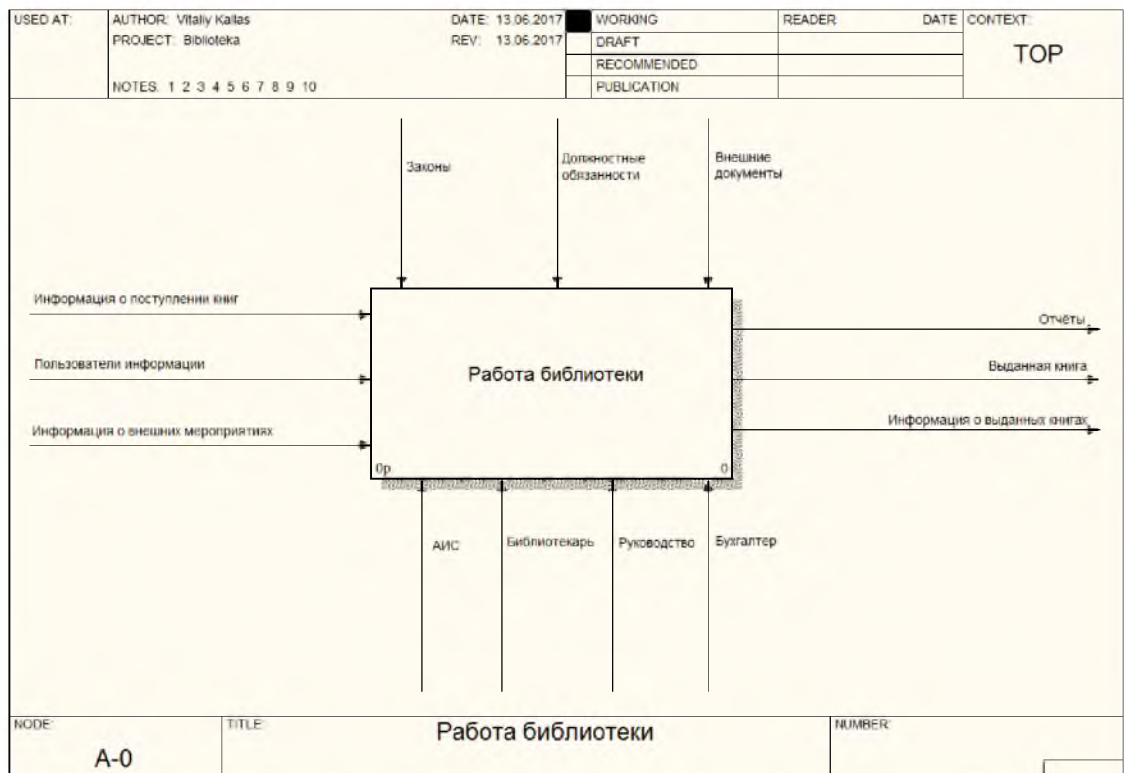 USED AT:
AUTHOR: Vitaliy Kallas
DATE: 13.06.2017
WORKING
READER
DATE
CONTEXT:
PROJECT: Biblioteka
REV: 13.06.2017
DRAFT
TOP
RECOMMENDED
NOTES: 1 2 3 4 5 6 7 8 9 10
PUBLICATION
Законы
Должностные
обязанности
Внешние
документы
Информация о поступлении книг
Пользователи информации
Информация о внешних мероприятиях
Работа библиотеки
0р.
0
Отчёты
Выданная книга
Информация о выданных книгах
АИС
Библиотекарь
Руководство
Бухгалтер
NODE:
TITLE:
Работа библиотеки
NUMBER:
A-0